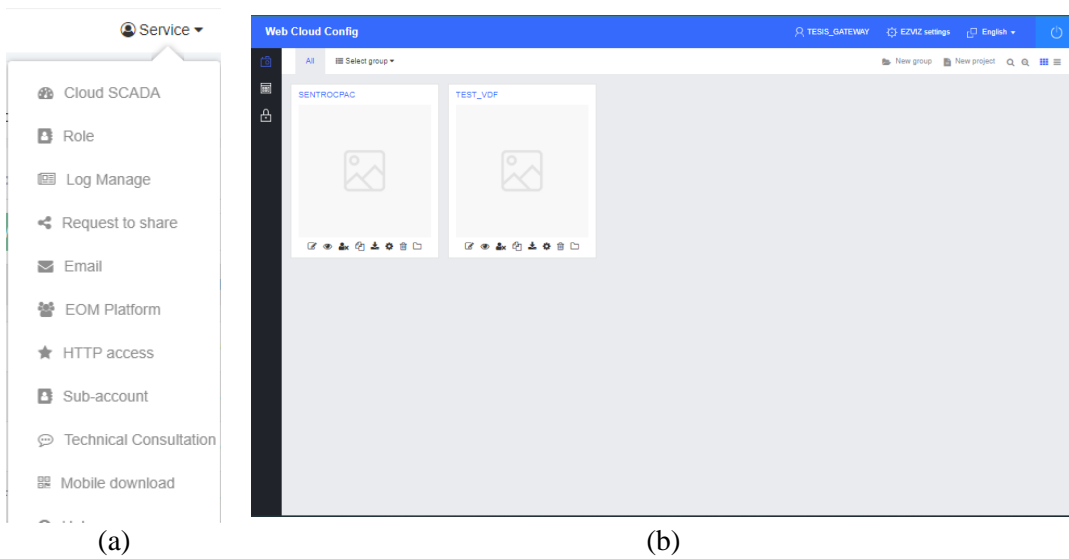 Service
Cloud SCADA
Role
Log Manage
Request to share
Email
EOM Platform
HTTP access
Sub-account
Technical Consultation
Mobile download
(a)
Web Cloud Config
TESIS_GATEWAY EZVIZ settings English
All Select group New group New project
SENTROCPAC TEST_VDF
(b)